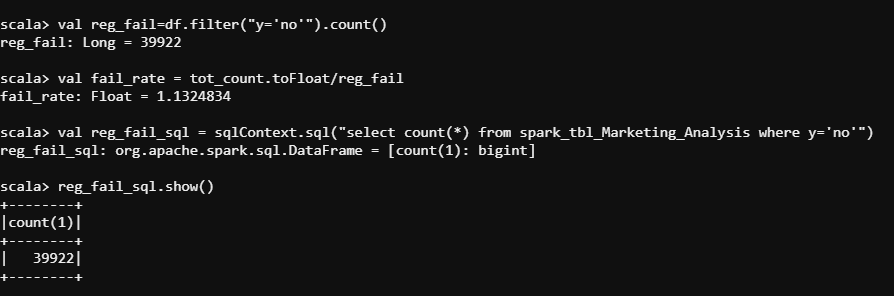 scala> val reg_fail=df.filter("y='no'").count()
reg_fail: Long = 39922
scala> val fail_rate = tot_count.toFloat/reg_fail
fail_rate: Float = 1.1324834
scala> val reg_fail_sql = sqlContext.sql("select count(*) from spark_tbl_Marketing_Analysis where y='no'")
reg_fail_sql: org.apache.spark.sql.DataFrame = [count(1): bigint]
scala> reg_fail_sql.show()
+--------+
|count(1)|
+--------+
|   39922|
+--------+